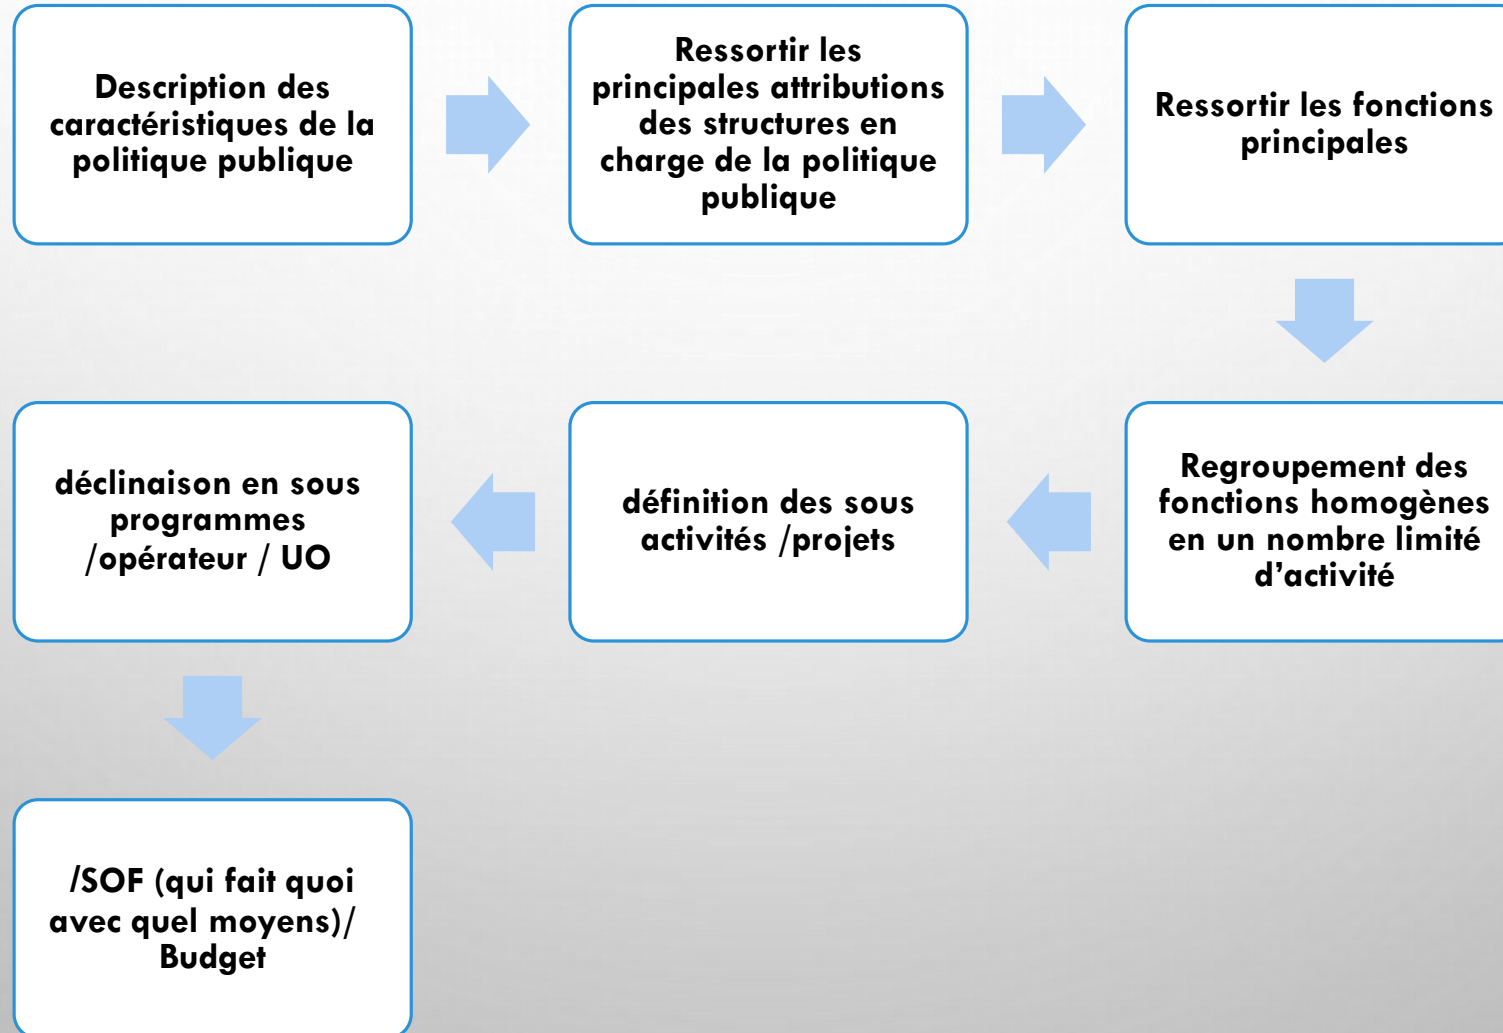 Description des
caractéristiques de la
politique publique
Ressortir les
principales attributions
des structures en
charge de la politique
publique
Ressortir les fonctions
principales
Regroupement des
fonctions homogènes
en un nombre limité
d’activité
définition des sous
activités /projets
déclinaison en sous
programmes
/opérateur / UO
/SOF (qui fait quoi
avec quel moyens)/
Budget